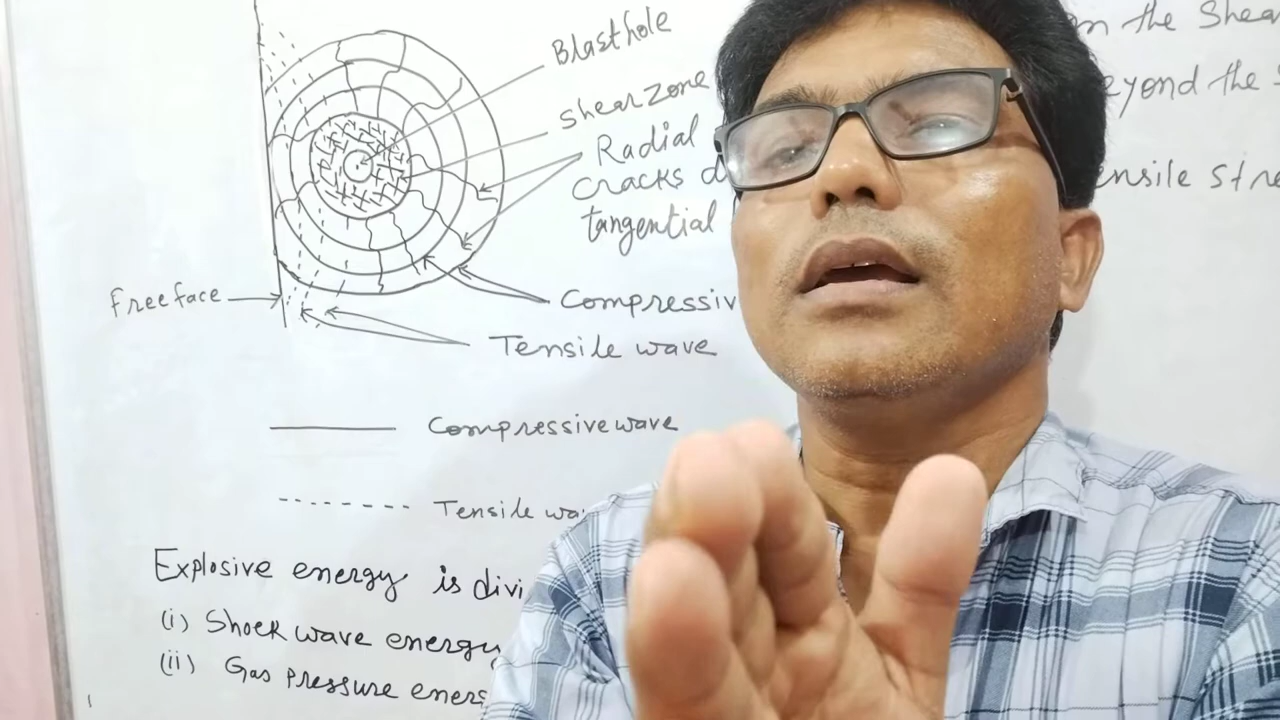 Blasthole
shear zone
Radial
cracks
tangential
Free face
Compressiv
Tensile wave
Compressive wave
Tensile wa
Explosive energy is divi
(i) Shock wave energy
(ii) Gas pressure ener
the Shea
eyond the
ensile stre